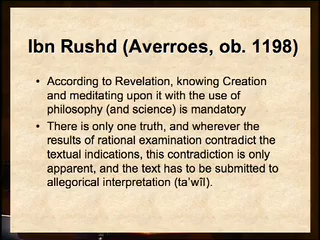 Ibn Rushd (Averroes, ob. 1198)
• According to Revelation, knowing Creation
and meditating upon it with the use of
philosophy (and science) is mandatory
• There is only one truth, and wherever the
results of rational examination contradict the
textual indications, this contradiction is only
apparent, and the text has to be submitted to
allegorical interpretation (ta'wīl).